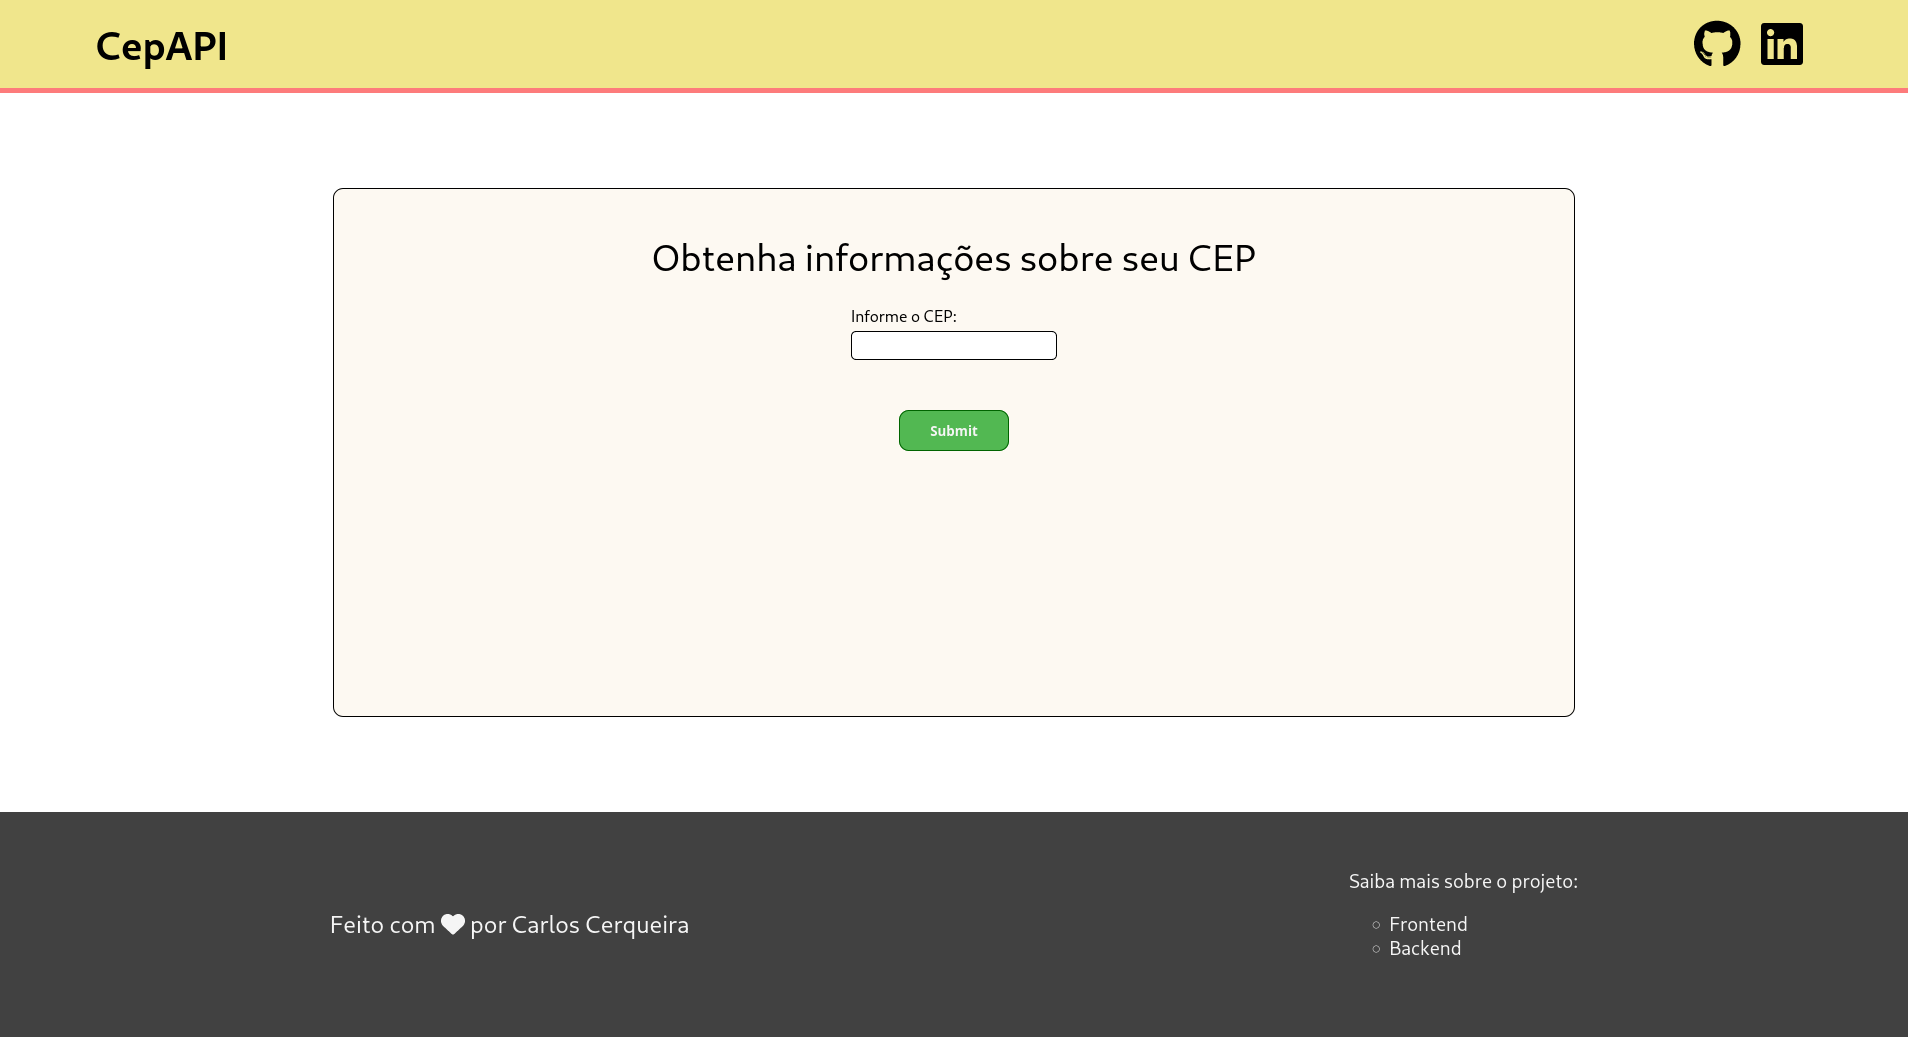 CepAPI
Obtenha informações sobre seu CEP
Informe o CEP:
Submit
Feito com por Carlos Cerqueira
Saiba mais sobre o projeto:
Frontend
Backend